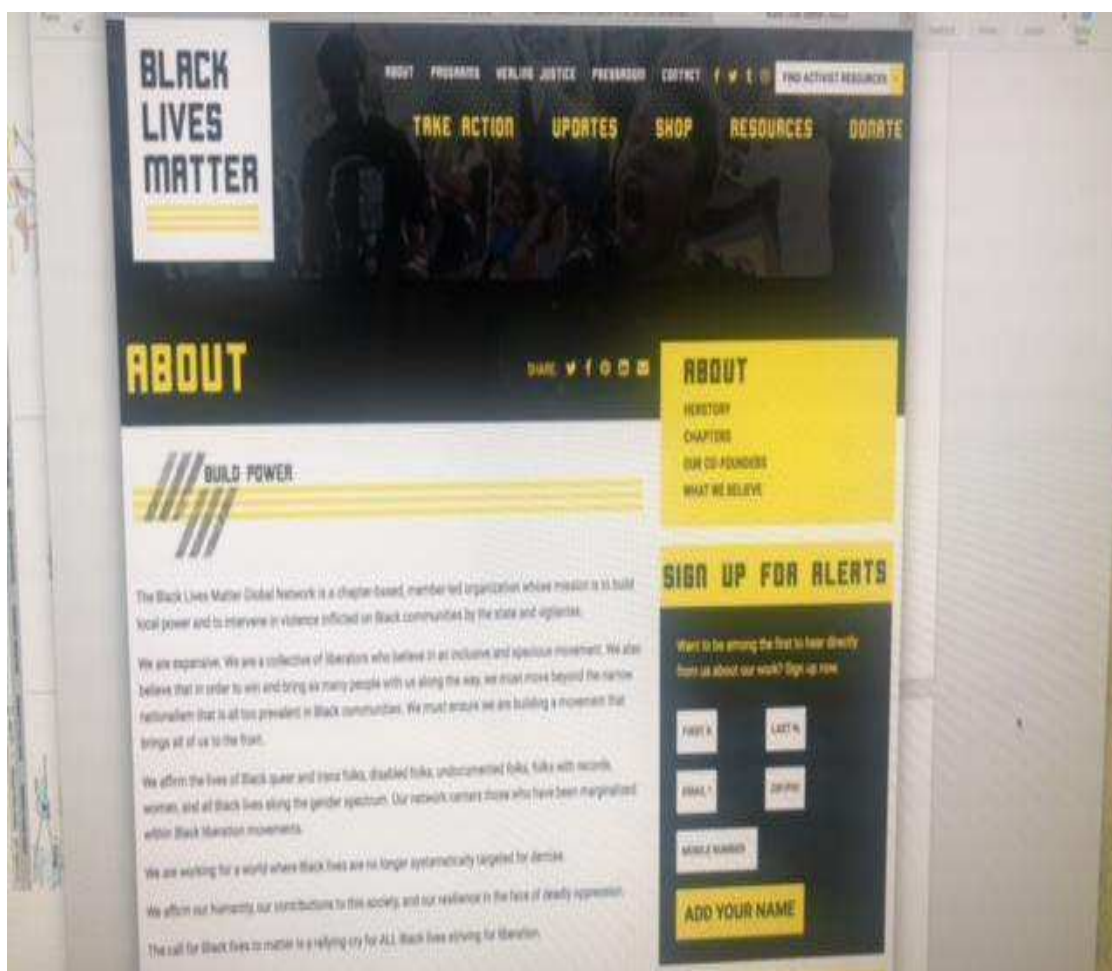 BLACK
LIVES
MATTER
ABOUT PROGRAMS HEALING JUSTICE PRESSROOM CONTACT FIND ACTIVIST RESOURCES
TAKE ACTION UPDATES SHOP RESOURCES DONATE
ABOUT
SHARE
ABOUT
HERSTORY
CHAPTERS
OUR CO-FOUNDERS
WHAT WE BELIEVE
BUILD POWER
The Black Lives Matter Global Network is a chapter-based, member-led organization whose mission is to build
local power and to intervene in violence inflicted on Black communities by the state and vigilantes.
We are expansive. We are a collective of liberators who believe in an inclusive and spacious movement. We also
believe that in order to win and bring as many people with us along the way, we must move beyond the narrow
nationalism that is all too prevalent in Black communities. We must ensure we are building a movement that
brings all of us to the front.
We affirm the lives of Black queer and trans folks, disabled folks, undocumented folks, folks with records,
women, and all Black lives along the gender spectrum. Our network centers those who have been marginalized
within Black liberation movements.
We are working for a world where Black lives are no longer systematically targeted for demise.
We affirm our humanity, our contributions to this society, and our resilience in the face of deadly oppression.
The call for Black lives to matter is a rallying cry for ALL Black lives striving for liberation.
SIGN UP FOR ALERTS
Want to be among the first to hear directly
from us about our work? Sign up now.
FIRST N
LAST N
EMAIL *
ZIP/PO
MOBILE NUMBER
ADD YOUR NAME